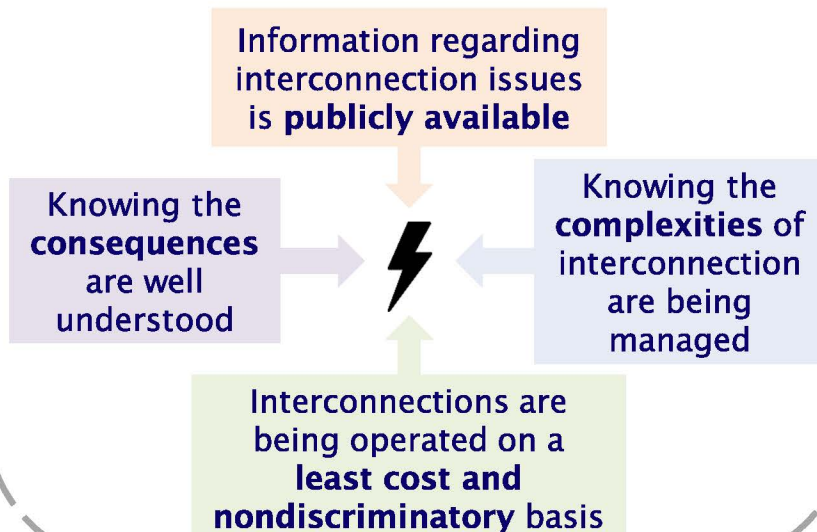 Information regarding
interconnection issues
is publicly available
Knowing the
consequences
are well
understood
Knowing the
complexities of
interconnection
are being
managed
Interconnections are
being operated on a
least cost and
nondiscriminatory basis